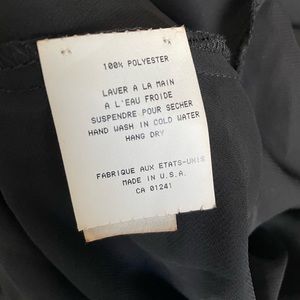 100% POLYESTER
LAVER A LA MAIN
A L'EAU FROIDE
SUSPENDRE POUR SECHER
HAND WASH IN COLD WATER
HANG DRY
FABRIQUE AUX ETATS-UNIS
MADE IN U.S.A.
CA 01241